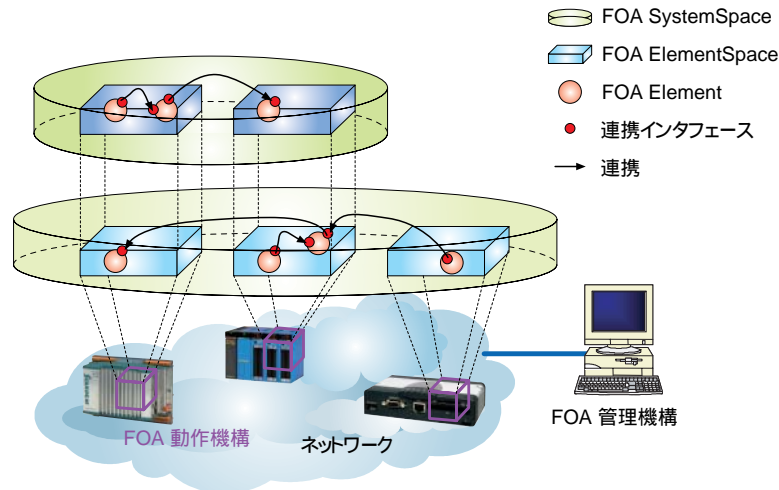 FOA SystemSpace
FOA ElementSpace
FOA Element
連携インタフェース
連携
FOA 動作機構
ネットワーク
FOA 管理機構